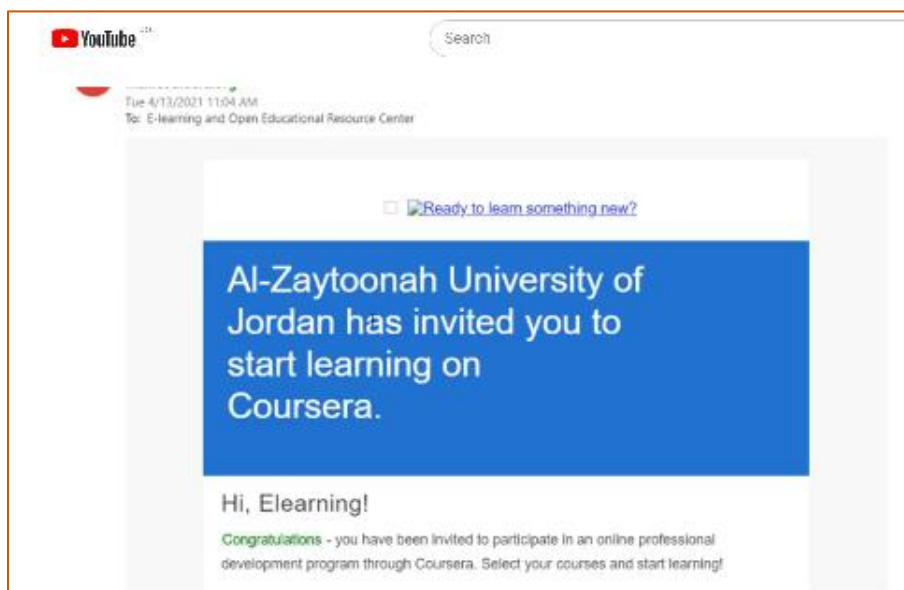 YouTube
Search
Tue 4/13/2021 11:04 AM
To: E-learning and Open Educational Resource Center
Ready to learn something new?
Al-Zaytoonah University of
Jordan has invited you to
start learning on
Coursera.
Hi, Elearning!
Congratulations - you have been invited to participate in an online professional
development program through Coursera. Select your courses and start learning!